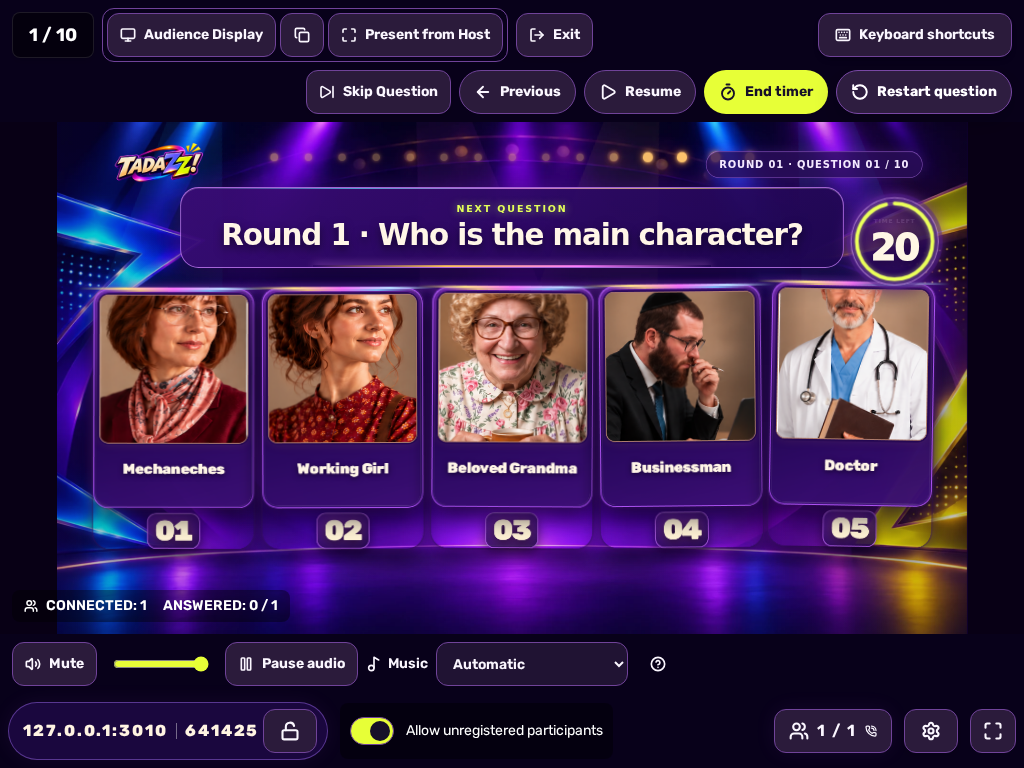 1 / 10
Audience Display
Present from Host
Exit
Keyboard shortcuts
Skip Question
Previous
Resume
End timer
Restart question
TADAZZ!
ROUND 01 · QUESTION 01 / 10
NEXT QUESTION
Round 1 · Who is the main character?
TIME LEFT
20
Mechaneches
Working Girl
Beloved Grandma
Businessman
Doctor
01
02
03
04
05
CONNECTED: 1 ANSWERED: 0 / 1
Mute
Pause audio
Music
Automatic
127.0.0.1:3010
641425
Allow unregistered participants
1 / 1